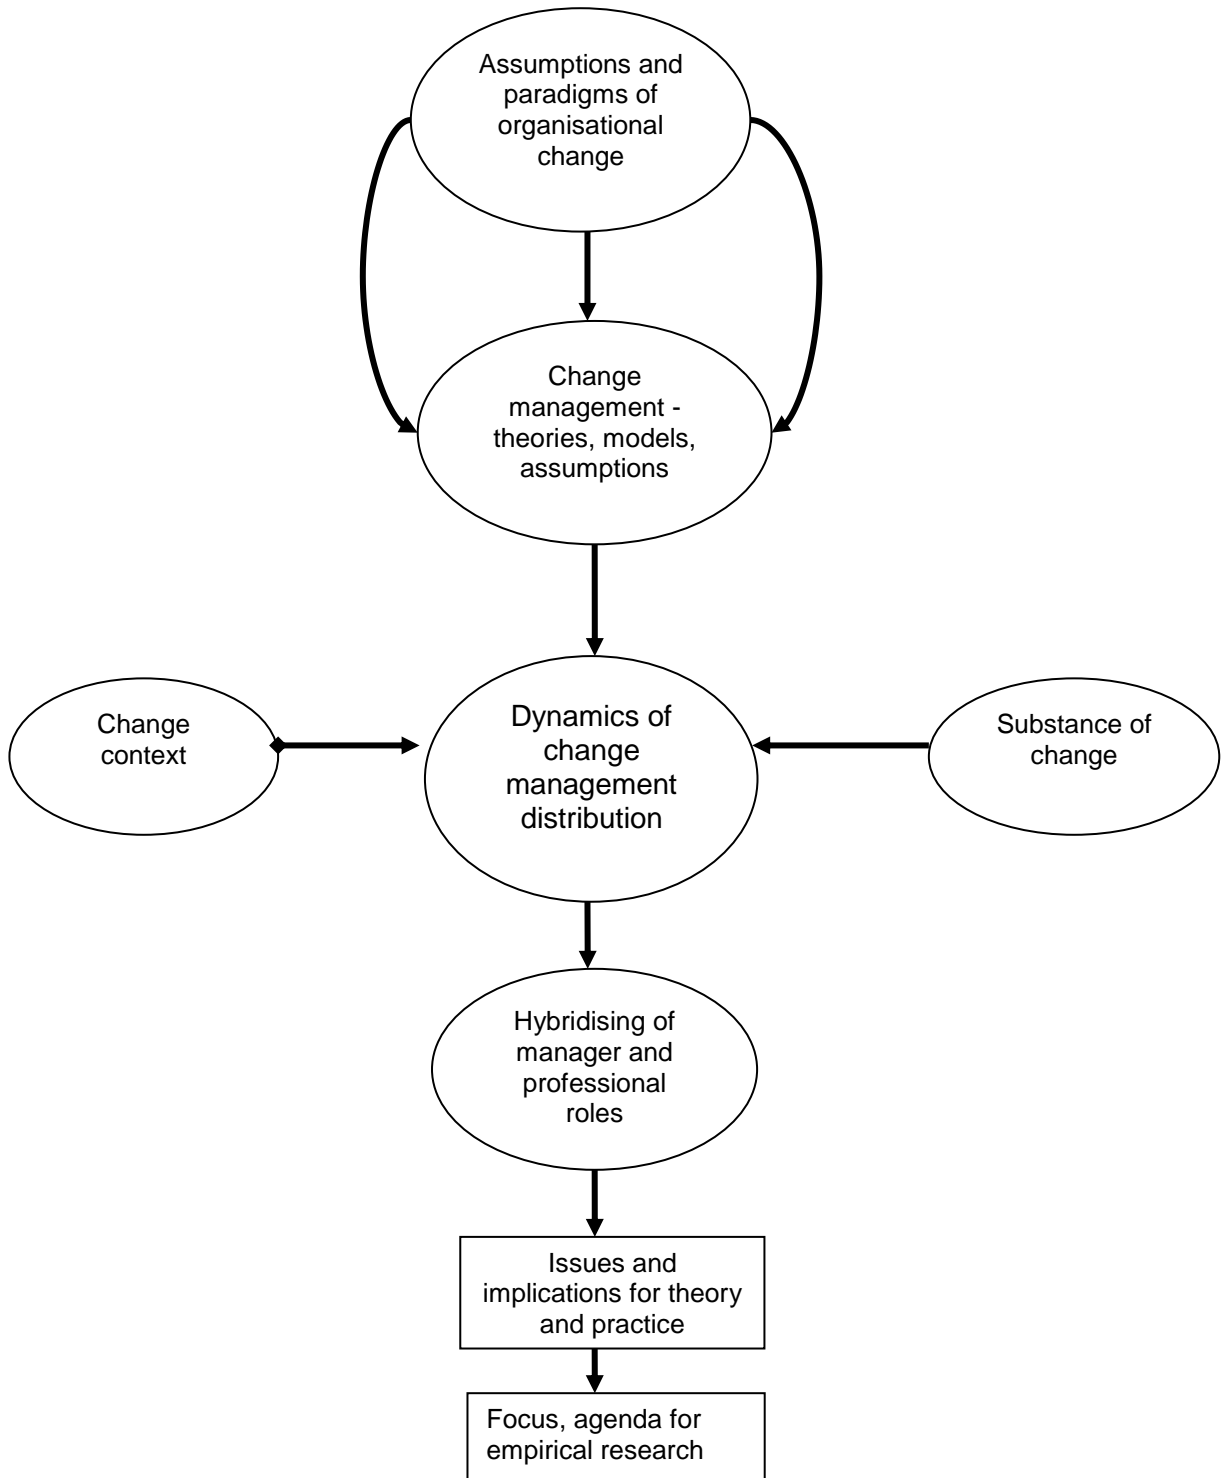 Assumptions and
paradigms of
organisational
change
Change
management -
theories, models,
assumptions
Change
context
Dynamics of
change
management
distribution
Substance of
change
Hybridising of
manager and
professional
roles
Issues and
implications for theory
and practice
Focus, agenda for
empirical research